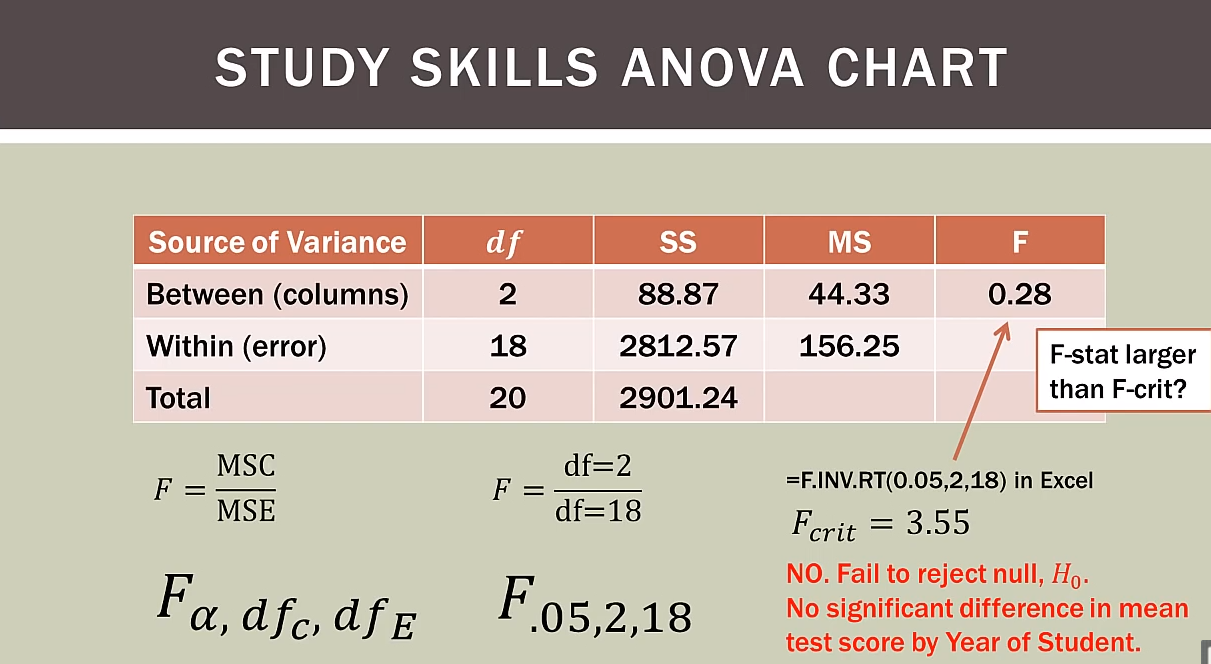 STUDY SKILLS ANOVA CHART
Source of Variance df SS MS F
Between (columns) 2 88.87 44.33 0.28
Within (error) 18 2812.57 156.25
Total 20 2901.24
F-stat larger
than F-crit?
F = MSC/MSE
F = df=2/df=18
=F.INV.RT(0.05,2,18) in Excel
F_crit = 3.55
F_α, df_C, df_E
F_.05,2,18
NO. Fail to reject null, H₀.
No significant difference in mean
test score by Year of Student.